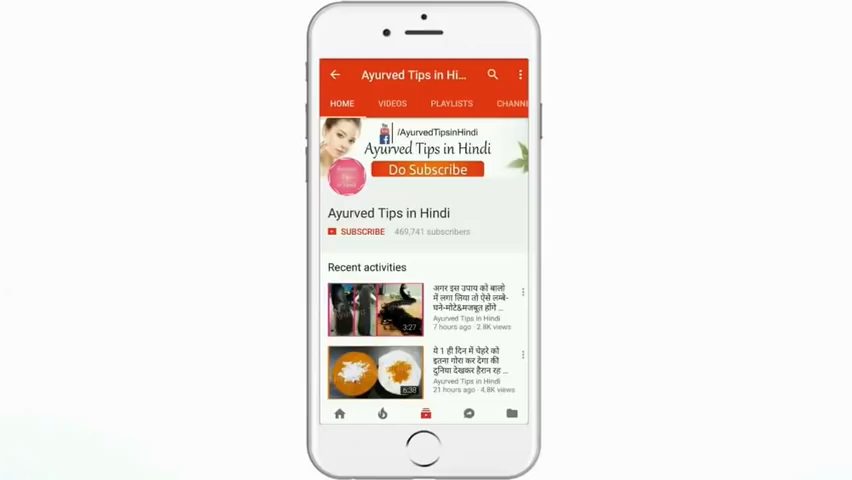 Ayurved Tips in Hi...
HOME VIDEOS PLAYLISTS CHANN
/AyurvedTipsinHindi
Ayurved Tips in Hindi
Do Subscribe
Ayurved Tips in Hindi
SUBSCRIBE 469,741 subscribers
Recent activities
अगर इस उपाय को बालो
में लगा लिया तो ऐसे लम्बे-
घने-मोटे&मजबूत होंगे ...
Ayurved Tips in Hindi
7 hours ago · 2.8K views
3:27
ये 1 ही दिन में चेहरे को
इतना गोरा कर देगा की
दुनिया देखकर हैरान रह ...
Ayurved Tips in Hindi
21 hours ago · 4.8K views
6:38